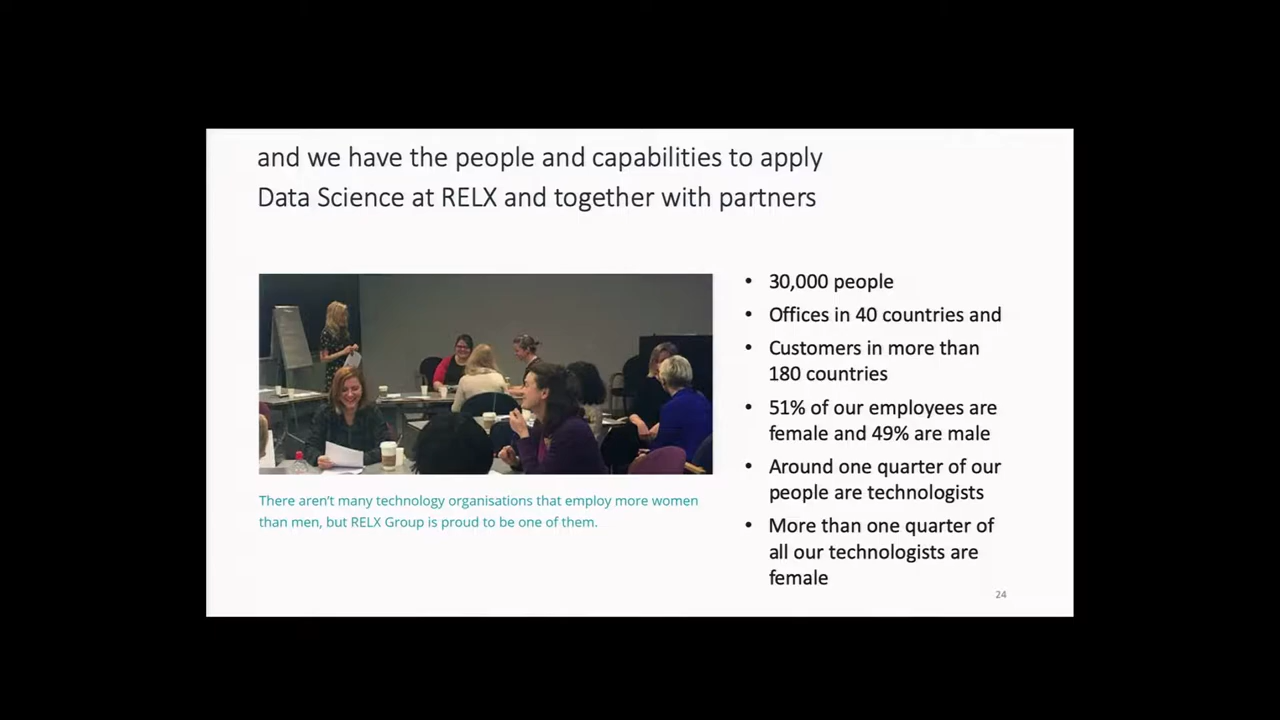 and we have the people and capabilities to apply
Data Science at RELX and together with partners
There aren't many technology organisations that employ more women
than men, but RELX Group is proud to be one of them.
• 30,000 people
• Offices in 40 countries and
• Customers in more than
180 countries
• 51% of our employees are
female and 49% are male
• Around one quarter of our
people are technologists
• More than one quarter of
all our technologists are
female
24